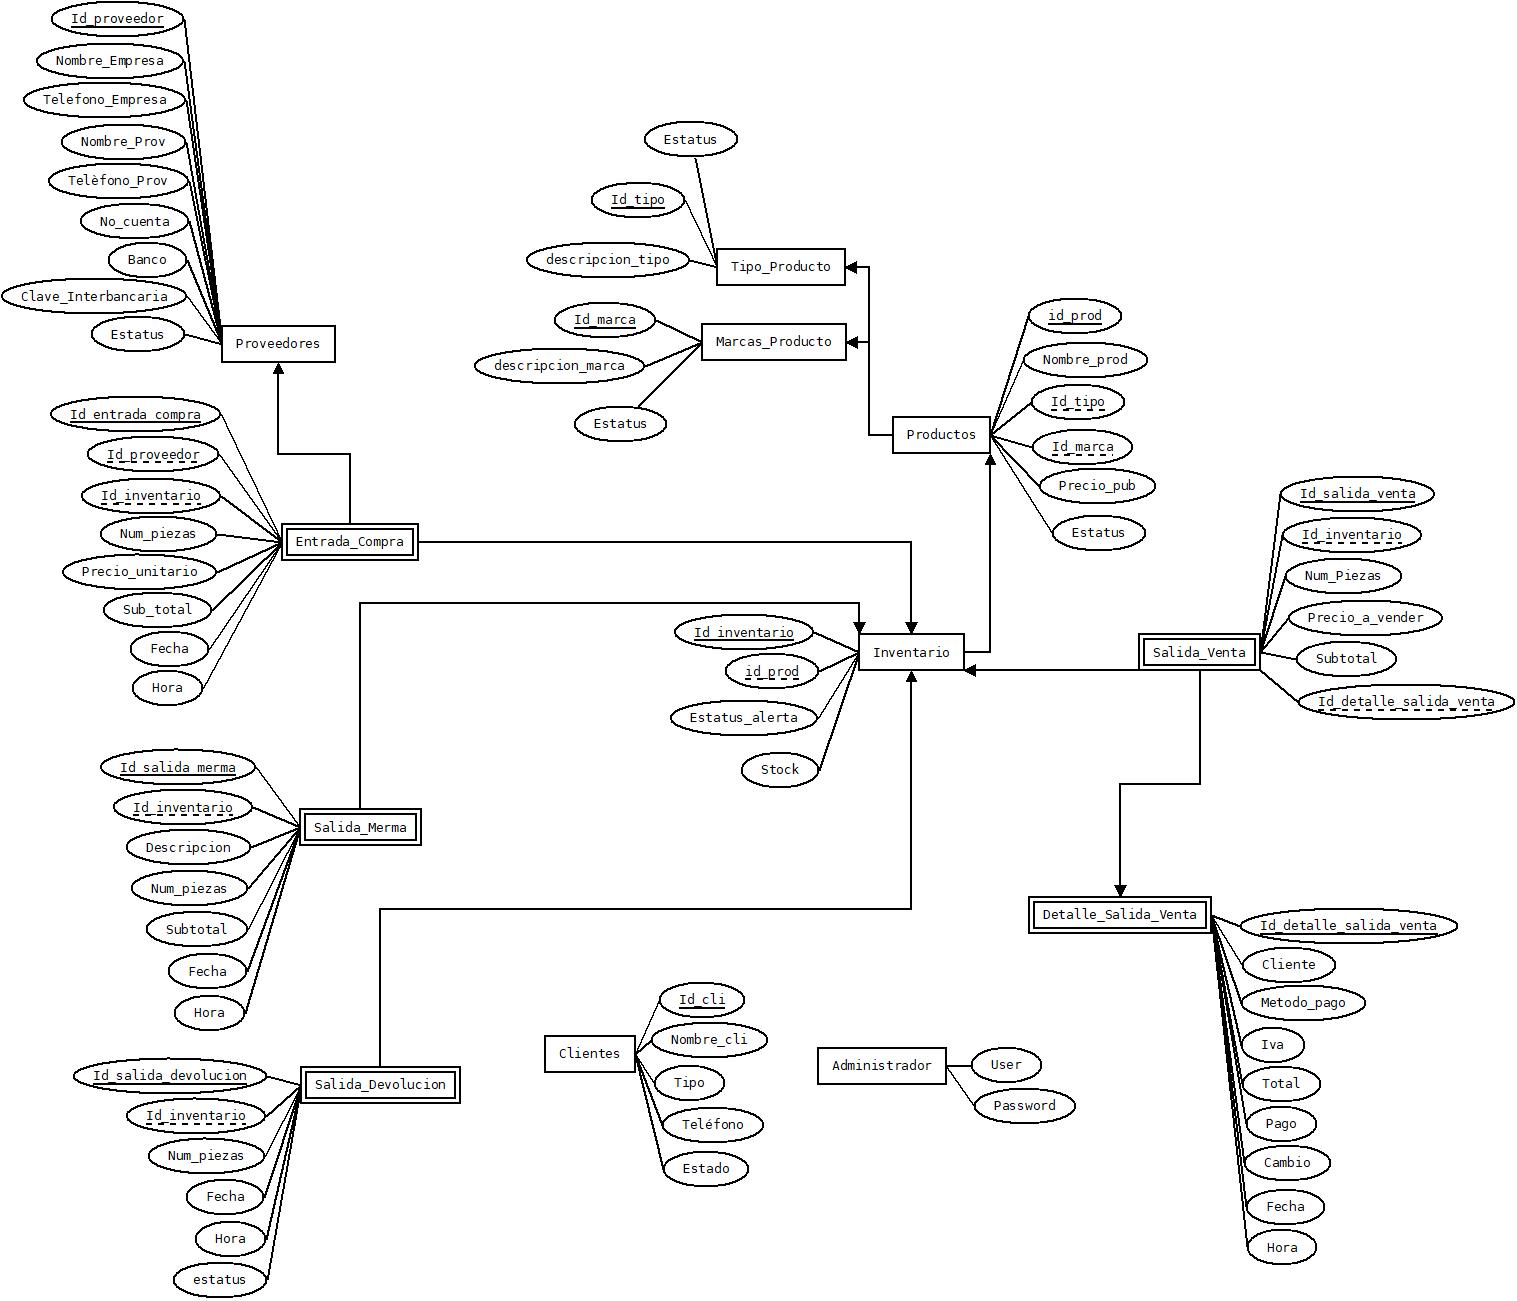 Id_proveedor
Nombre_Empresa
Telefono_Empresa
Nombre_Prov
Telèfono_Prov
No_cuenta
Banco
Clave_Interbancaria
Estatus
Proveedores
Estatus
Id_tipo
descripcion_tipo
Tipo_Producto
Id_marca
descripcion_marca
Estatus
Marcas_Producto
Productos
id_prod
Nombre_prod
Id_tipo
Id_marca
Precio_pub
Estatus
Id_entrada_compra
Id_proveedor
Id_inventario
Num_piezas
Precio_unitario
Sub_total
Fecha
Hora
Entrada_Compra
Id_inventario
id_prod
Estatus_alerta
Stock
Inventario
Salida_Venta
Id_salida_venta
Id_inventario
Num_Piezas
Precio_a_vender
Subtotal
Id_detalle_salida_venta
Id_salida_merma
Id_inventario
Descripcion
Num_piezas
Subtotal
Fecha
Hora
Salida_Merma
Detalle_Salida_Venta
Id_detalle_salida_venta
Cliente
Metodo_pago
Iva
Total
Pago
Cambio
Fecha
Hora
Id_salida_devolucion
Id_inventario
Num_piezas
Fecha
Hora
estatus
Salida_Devolucion
Clientes
Id_cli
Nombre_cli
Tipo
Teléfono
Estado
Administrador
User
Password